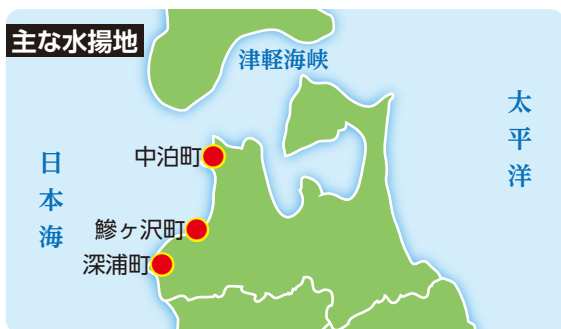 主な水揚地
津軽海峡
太平洋
日本海
中泊町
鰺ヶ沢町
深浦町